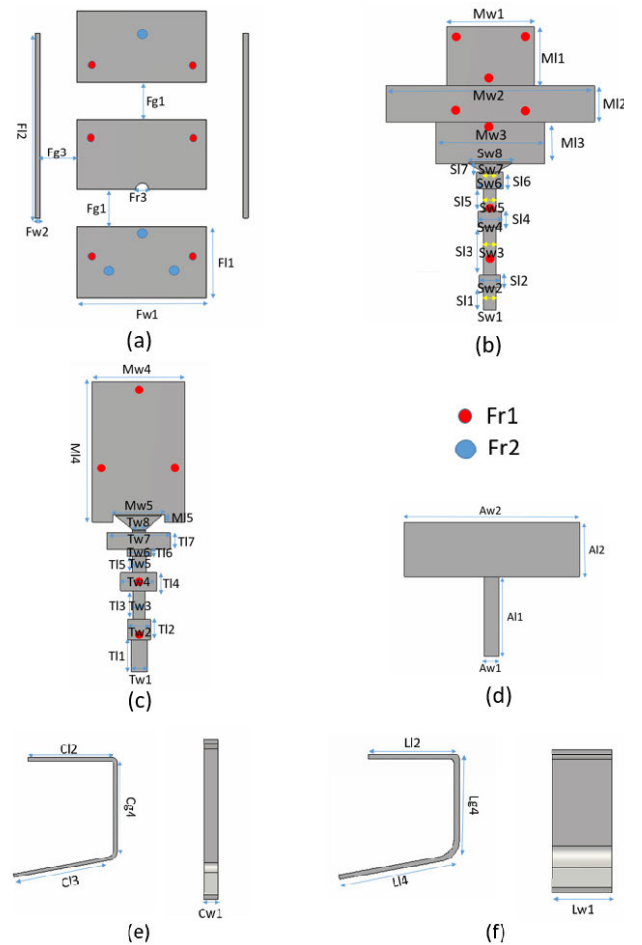 Fl2
Fg3
Fw2
Fg1
Fr3
Fg1
Fl1
Fw1
(a)
Mw1
Ml1
Mw2
Ml2
Mw3
Ml3
Sw8
Sl7
Sw7
Sw6
Sl6
Sl5
Sw5
Sl4
Sw4
Sl3
Sw3
Sl2
Sw2
Sl1
Sw1
(b)
Mw4
Ml4
Mw5
Ml5
Tw8
Tw7
Tl7
Tw6
Tl6
Tl5
Tw5
Tw4
Tl4
Tl3
Tw3
Tw2
Tl2
Tl1
Tw1
(c)
Fr1
Fr2
Aw2
Al2
Al1
Aw1
(d)
Cl2
Cg4
Cl3
Cw1
(e)
Ll2
Lg4
Ll4
Lw1
(f)